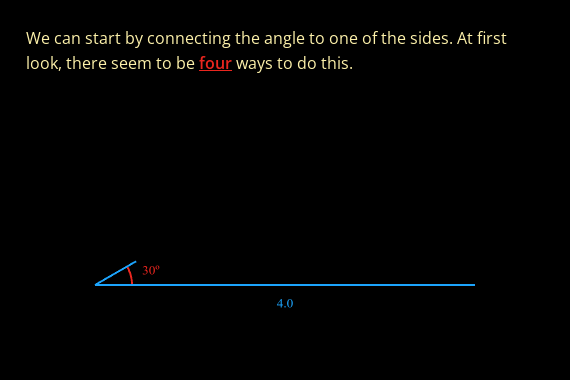 We can start by connecting the angle to one of the sides. At first
look, there seem to be four ways to do this.
30º
4.0